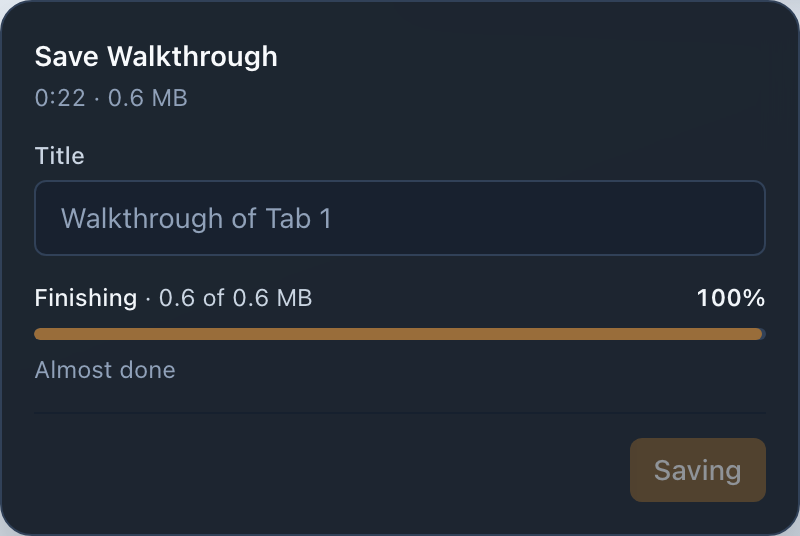 Save Walkthrough
0:22 · 0.6 MB
Title
Walkthrough of Tab 1
Finishing · 0.6 of 0.6 MB 100%
Almost done
Saving